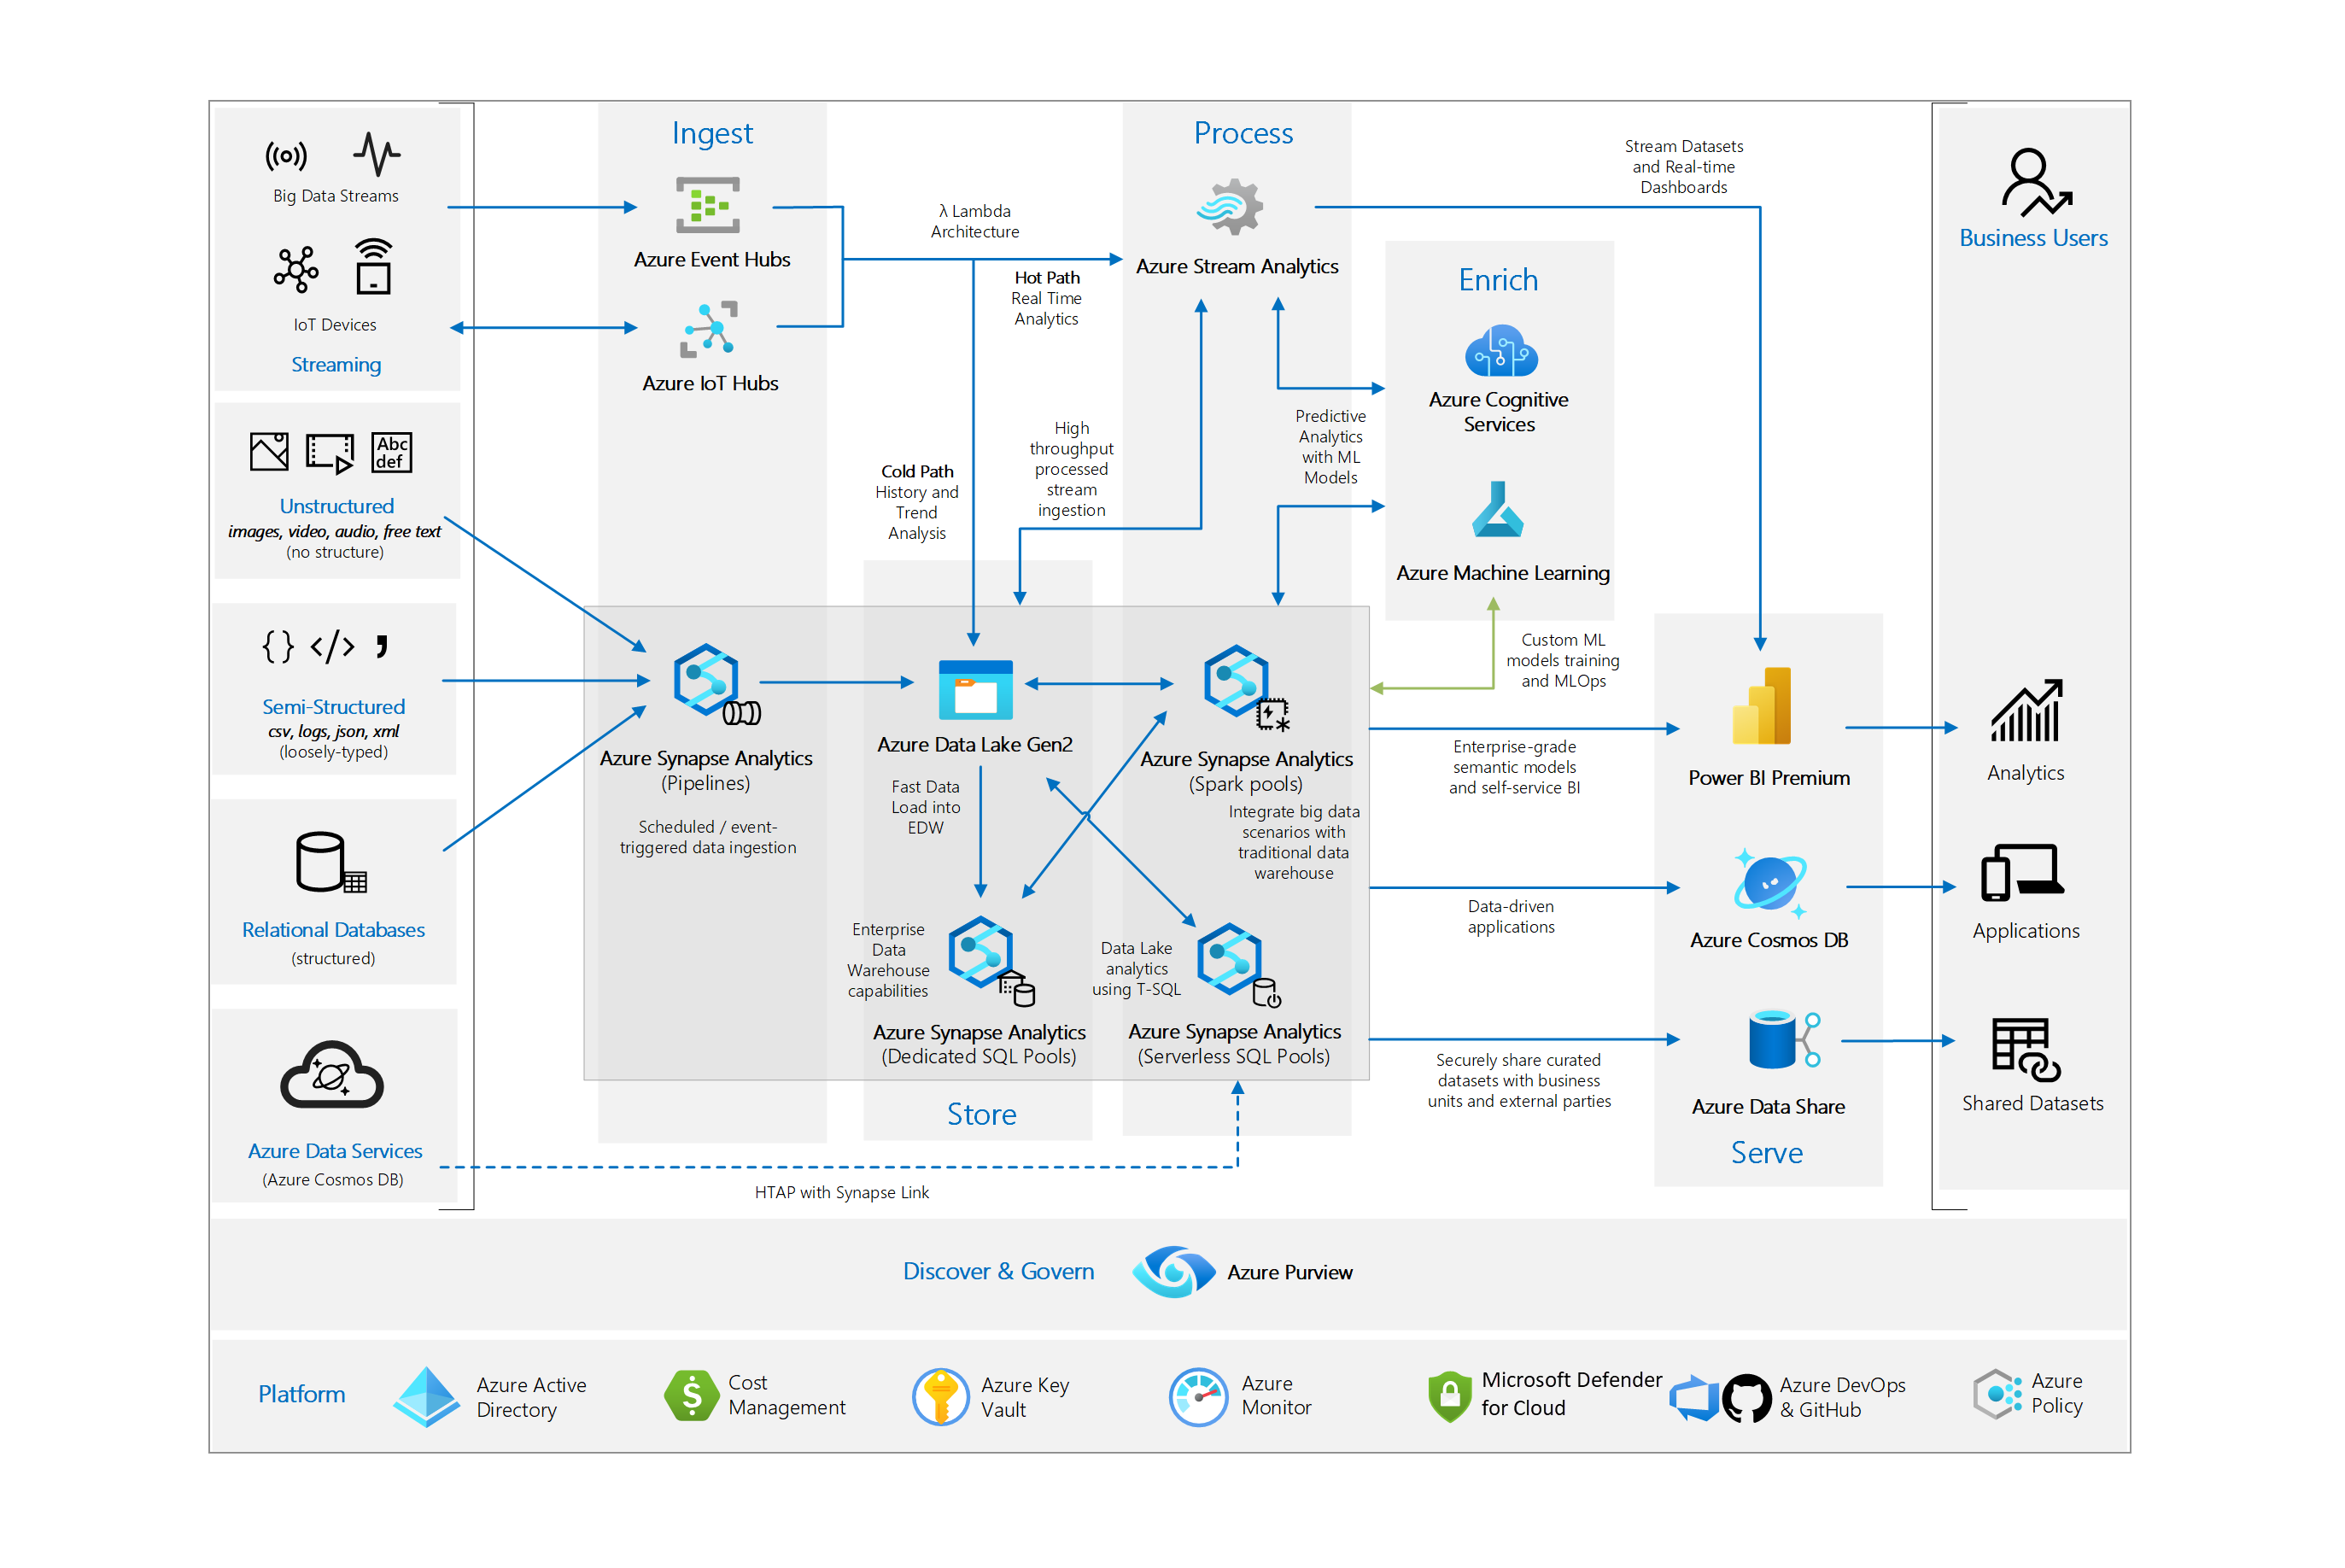 Big Data Streams
IoT Devices
Streaming
Abc
def
Unstructured
images, video, audio, free text
(no structure)
{ } </> ,
Semi-Structured
csv, logs, json, xml
(loosely-typed)
Relational Databases
(structured)
Azure Data Services
(Azure Cosmos DB)
Ingest
Azure Event Hubs
Azure IoT Hubs
λ Lambda
Architecture
Hot Path
Real Time
Analytics
Cold Path
History and
Trend
Analysis
High
throughput
processed
stream
ingestion
Process
Azure Stream Analytics
Stream Datasets
and Real-time
Dashboards
Enrich
Azure Cognitive
Services
Predictive
Analytics
with ML
Models
Azure Machine Learning
Custom ML
models training
and MLOps
Azure Synapse Analytics
(Pipelines)
Scheduled / event-
triggered data ingestion
Azure Data Lake Gen2
Fast Data
Load into
EDW
Azure Synapse Analytics
(Spark pools)
Integrate big data
scenarios with
traditional data
warehouse
Enterprise
Data
Warehouse
capabilities
Azure Synapse Analytics
(Dedicated SQL Pools)
Data Lake
analytics
using T-SQL
Azure Synapse Analytics
(Serverless SQL Pools)
Store
HTAP with Synapse Link
Enterprise-grade
semantic models
and self-service BI
Data-driven
applications
Securely share curated
datasets with business
units and external parties
Power BI Premium
Azure Cosmos DB
Azure Data Share
Serve
Business Users
Analytics
Applications
Shared Datasets
Discover & Govern
Azure Purview
Platform
Azure Active
Directory
$
Cost
Management
Azure Key
Vault
Azure
Monitor
Microsoft Defender
for Cloud
Azure DevOps
& GitHub
Azure
Policy